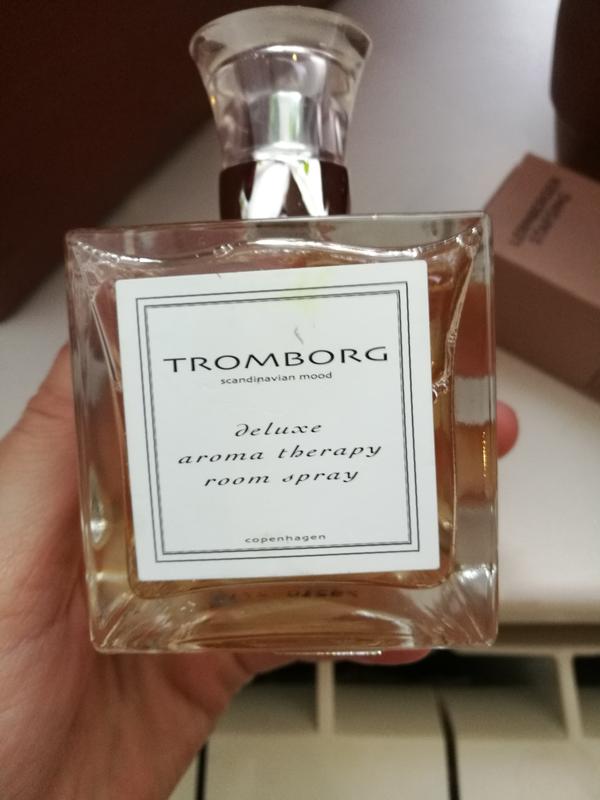 TROMBORG
scandinavian mood
deluxe
aroma therapy
room spray
copenhagen